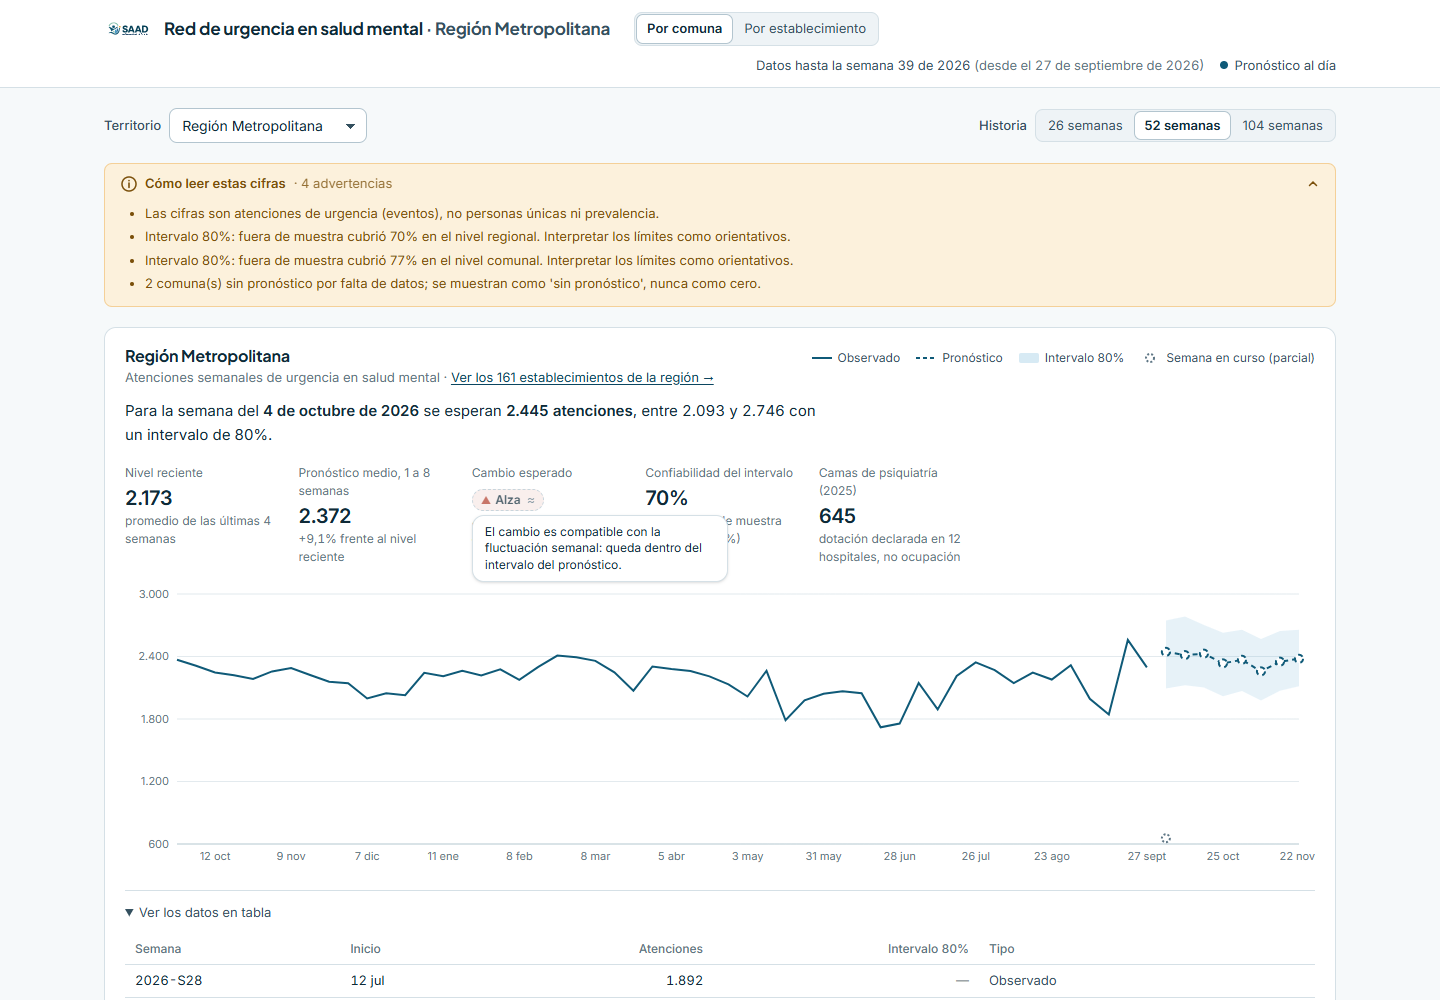 SAAD
Red de urgencia en salud mental · Región Metropolitana
Por comuna
Por establecimiento
Datos hasta la semana 39 de 2026 (desde el 27 de septiembre de 2026)
Pronóstico al día
Territorio
Región Metropolitana
Historia
26 semanas
52 semanas
104 semanas
Cómo leer estas cifras · 4 advertencias
• Las cifras son atenciones de urgencia (eventos), no personas únicas ni prevalencia.
• Intervalo 80%: fuera de muestra cubrió 70% en el nivel regional. Interpretar los límites como orientativos.
• Intervalo 80%: fuera de muestra cubrió 77% en el nivel comunal. Interpretar los límites como orientativos.
• 2 comuna(s) sin pronóstico por falta de datos; se muestran como 'sin pronóstico', nunca como cero.
Región Metropolitana
Observado
Pronóstico
Intervalo 80%
Semana en curso (parcial)
Atenciones semanales de urgencia en salud mental · Ver los 161 establecimientos de la región →
Para la semana del 4 de octubre de 2026 se esperan 2.445 atenciones, entre 2.093 y 2.746 con
un intervalo de 80%.
Nivel reciente
2.173
promedio de las últimas 4
semanas
Pronóstico medio, 1 a 8
semanas
2.372
+9,1% frente al nivel
reciente
Cambio esperado
▲ Alza ≈
El cambio es compatible con la
fluctuación semanal: queda dentro del
intervalo del pronóstico.
Confiabilidad del intervalo
70%
muestra
%)
Camas de psiquiatría
(2025)
645
dotación declarada en 12
hospitales, no ocupación
3.000
2.400
1.800
1.200
600
12 oct
9 nov
7 dic
11 ene
8 feb
8 mar
5 abr
3 may
31 may
28 jun
26 jul
23 ago
27 sept
25 oct
22 nov
▼ Ver los datos en tabla
Semana Inicio Atenciones Intervalo 80% Tipo
2026-S28 12 jul 1.892 — Observado